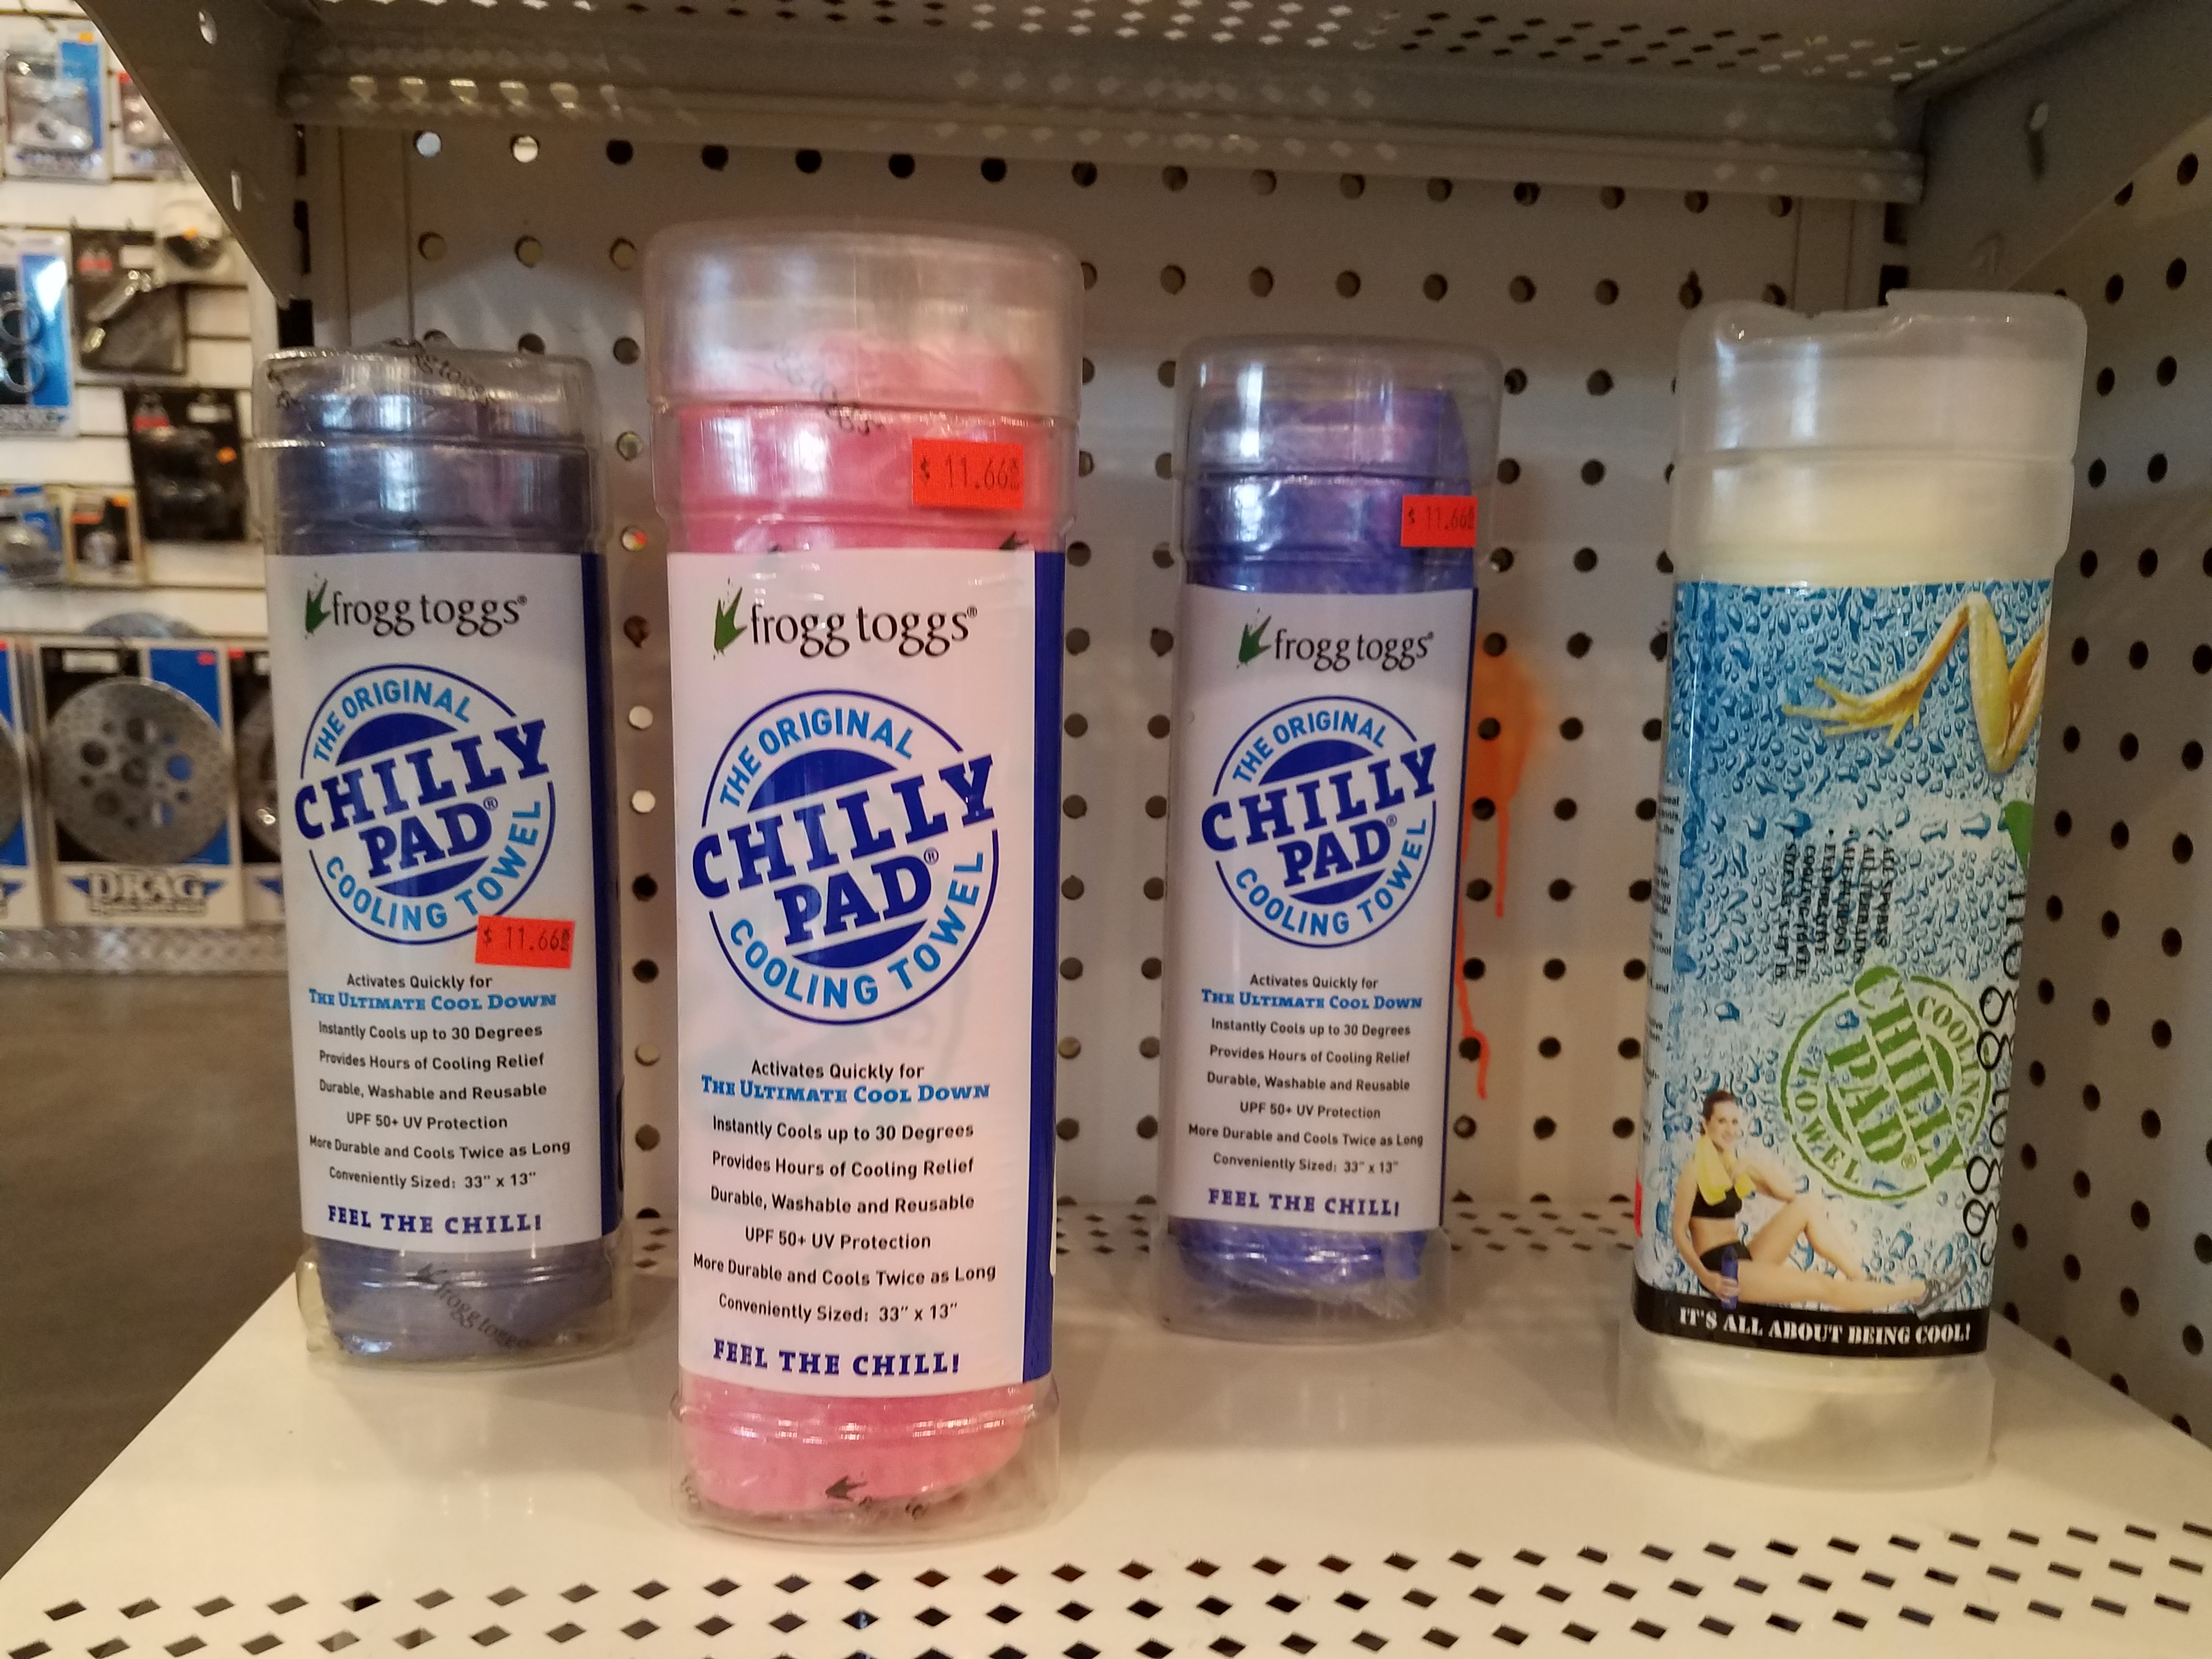 frogg toggs®
THE ORIGINAL
CHILLY
PAD®
COOLING TOWEL
$ 11.66
Activates Quickly for
THE ULTIMATE COOL DOWN
Instantly Cools up to 30 Degrees
Provides Hours of Cooling Relief
Durable, Washable and Reusable
UPF 50+ UV Protection
More Durable and Cools Twice as Long
Conveniently Sized: 33" x 13"
FEEL THE CHILL!
frogg toggs
$ 11.66
frogg toggs®
THE ORIGINAL
CHILLY
PAD®
COOLING TOWEL
Activates Quickly for
THE ULTIMATE COOL DOWN
Instantly Cools up to 30 Degrees
Provides Hours of Cooling Relief
Durable, Washable and Reusable
UPF 50+ UV Protection
More Durable and Cools Twice as Long
Conveniently Sized: 33" x 13"
FEEL THE CHILL!
$ 11.66
frogg toggs®
THE ORIGINAL
CHILLY
PAD®
COOLING TOWEL
Activates Quickly for
THE ULTIMATE COOL DOWN
Instantly Cools up to 30 Degrees
Provides Hours of Cooling Relief
Durable, Washable and Reusable
UPF 50+ UV Protection
More Durable and Cools Twice as Long
Conveniently Sized: 33" x 13"
FEEL THE CHILL!
frogg toggs
COOLING
CHILLY
PAD®
TOWEL
IT'S ALL ABOUT BEING COOL!
DRAG